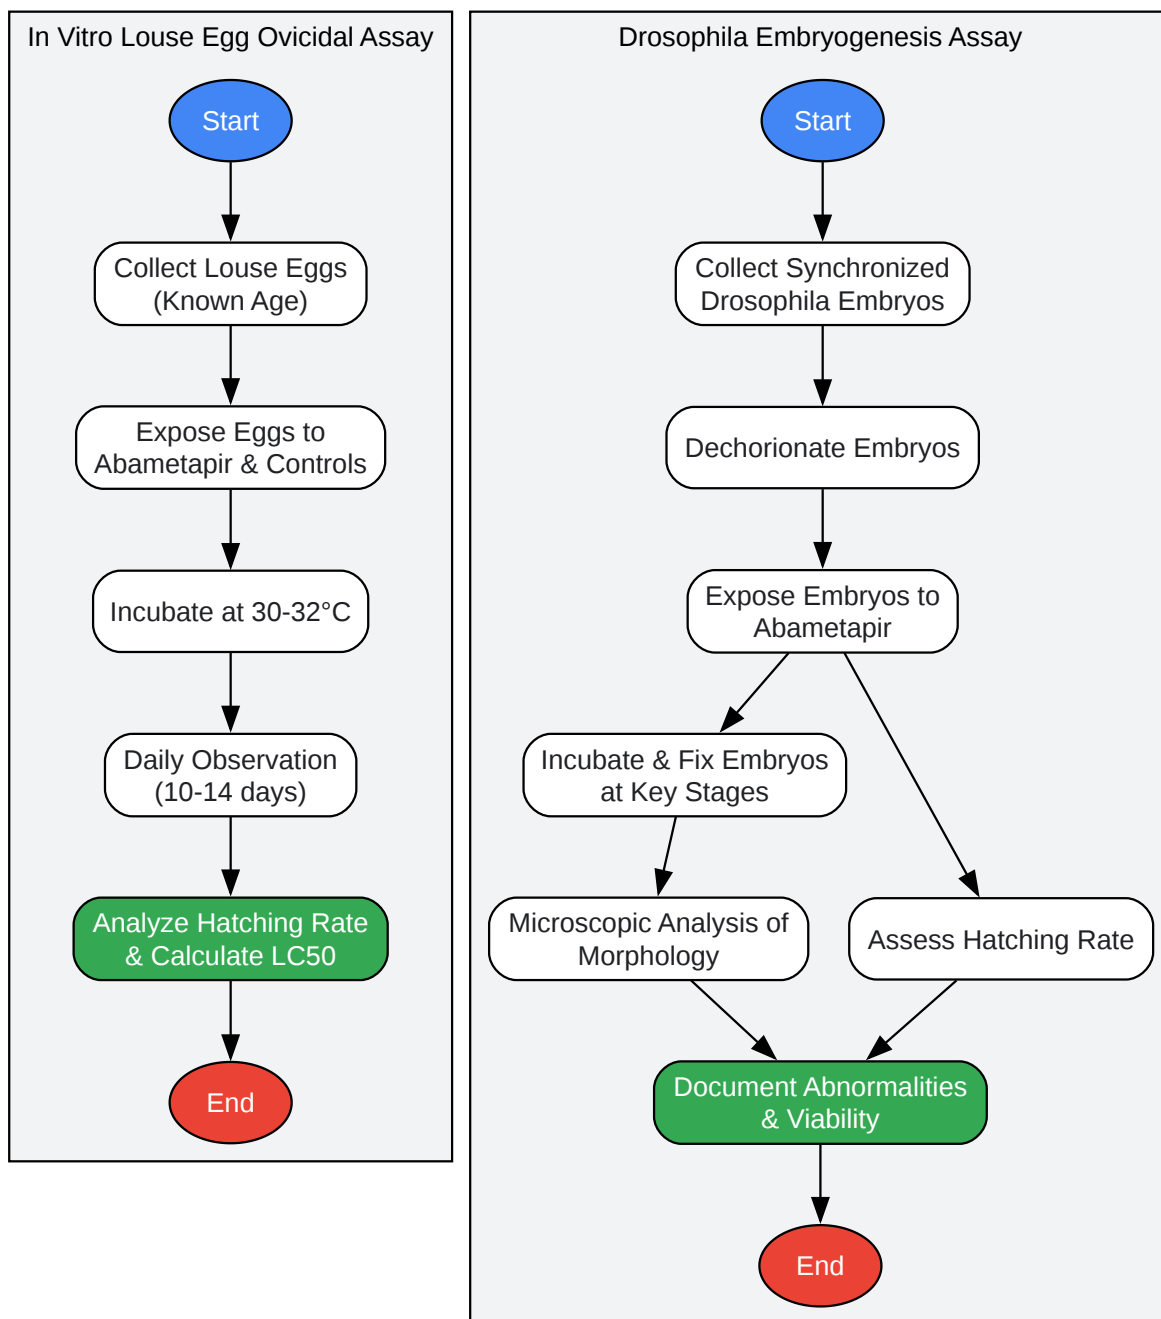 In Vitro Louse Egg Ovicidal Assay
Start
Collect Louse Eggs
(Known Age)
Expose Eggs to
Abametapir & Controls
Incubate at 30-32°C
Daily Observation
(10-14 days)
Analyze Hatching Rate
& Calculate LC50
End
Drosophila Embryogenesis Assay
Start
Collect Synchronized
Drosophila Embryos
Dechorionate Embryos
Expose Embryos to
Abametapir
Incubate & Fix Embryos
at Key Stages
Microscopic Analysis of
Morphology
Assess Hatching Rate
Document Abnormalities
& Viability
End